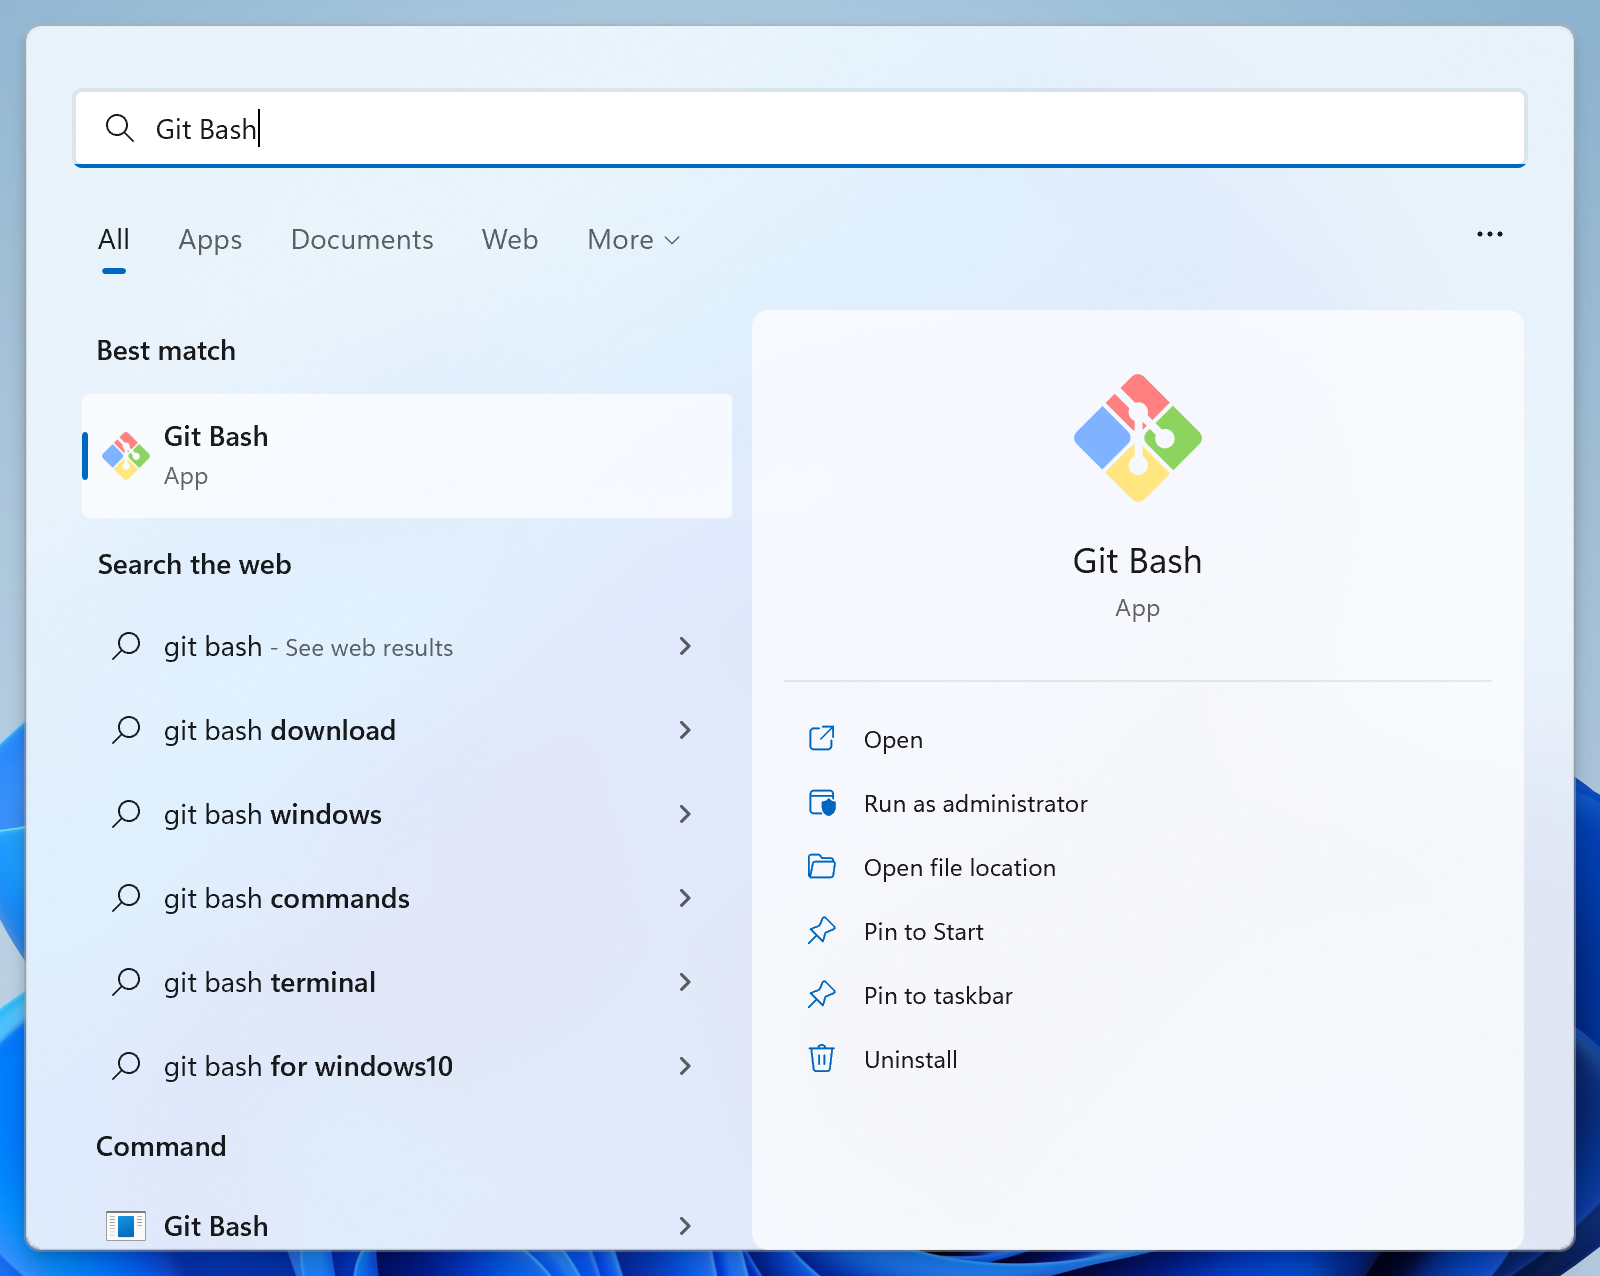 Git Bash
All Apps Documents Web More
Best match
Git Bash
App
Search the web
git bash - See web results
git bash download
git bash windows
git bash commands
git bash terminal
git bash for windows10
Command
Git Bash
Git Bash
App
Open
Run as administrator
Open file location
Pin to Start
Pin to taskbar
Uninstall